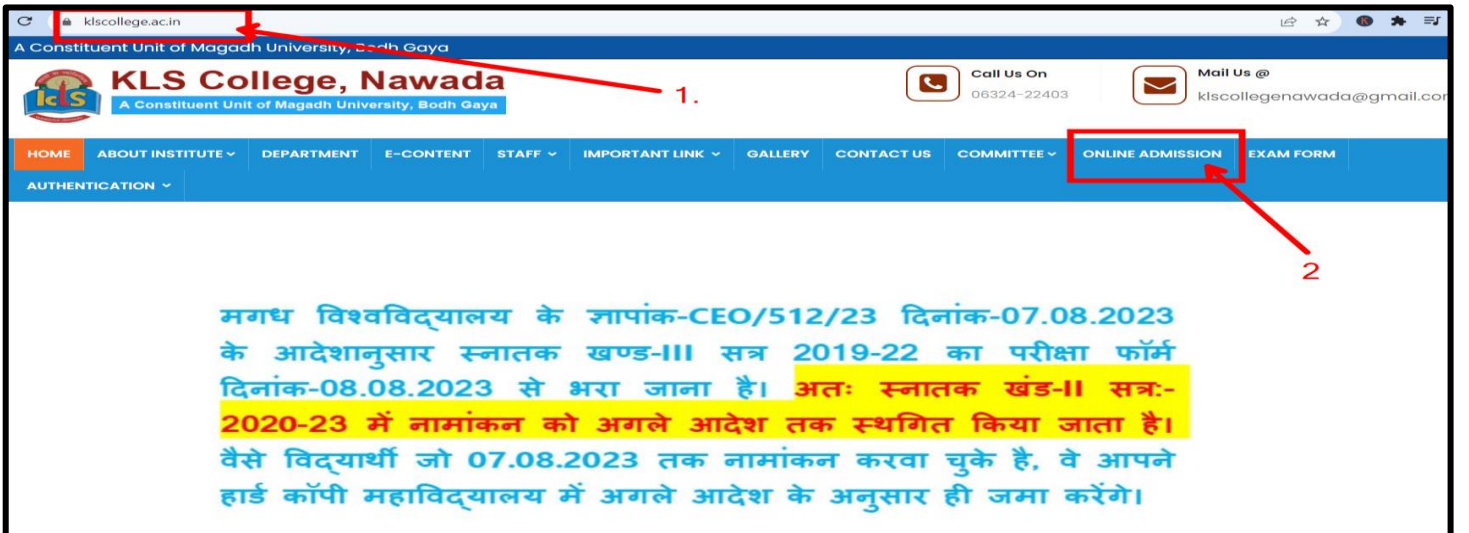 klscollege.ac.in
A Constituent Unit of Magadh University, Bodh Gaya
KLS College, Nawada
A Constituent Unit of Magadh University, Bodh Gaya
1.
Call Us On
06324-22403
Mail Us @
klscollegenawada@gmail.com
HOME ABOUT INSTITUTE DEPARTMENT E-CONTENT STAFF IMPORTANT LINK GALLERY CONTACT US COMMITTEE ONLINE ADMISSION EXAM FORM
AUTHENTICATION
2
मगध विश्वविद्यालय के ज्ञापांक-CEO/512/23 दिनांक-07.08.2023
के आदेशानुसार स्नातक खण्ड-III सत्र 2019-22 का परीक्षा फॉर्म
दिनांक-08.08.2023 से भरा जाना है। अतः स्नातक खंड-II सत्र:-
2020-23 में नामांकन को अगले आदेश तक स्थगित किया जाता है।
वैसे विद्यार्थी जो 07.08.2023 तक नामांकन करवा चुके है, वे आपने
हार्ड कॉपी महाविद्यालय में अगले आदेश के अनुसार ही जमा करेंगे।